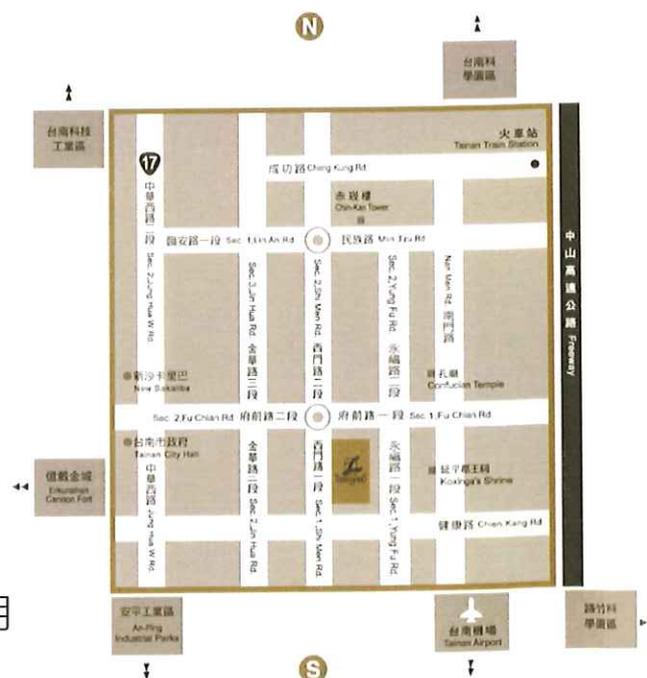 N
台南科
學園區
台南科技
工業區
火車站
Tainan Train Station
17
成功路 Cheng Kung Rd.
赤崁樓
Chih-Kan Tower
中華西路二段 Sec. 2, Jung Hua W Rd.
臨安路一段 Sec. 1, Lin An Rd.
民族路 Min Tzu Rd.
中山高速公路 Freeway
Sec. 3, Jin Hua Rd. 金華路三段
Sec. 2, Shi Men Rd. 西門路二段
Sec. 2, Yung Fu Rd. 永福路二段
Nan Men Rd. 南門路
新沙卡里巴
New Sakaliba
孔廟
Confucian Temple
Sec. 2, Fu Chian Rd. 府前路二段
府前路一段 Sec. 1, Fu Chian Rd.
台南市政府
Tainan City Hall
億載金城
Cannon Fort
中華西路 Jung Hua W Rd.
金華路二段 Sec. 2, Jin Hua Rd.
西門路一段 Sec. 1, Shi Men Rd.
永福路一段 Sec. 1, Yung Fu Rd.
延平郡王祠
Koxinga's Shrine
健康路 Chien Kang Rd.
安平工業區
An-Ping
Industrial Parks
台南機場
Tainan Airport
路竹科
學園區
S